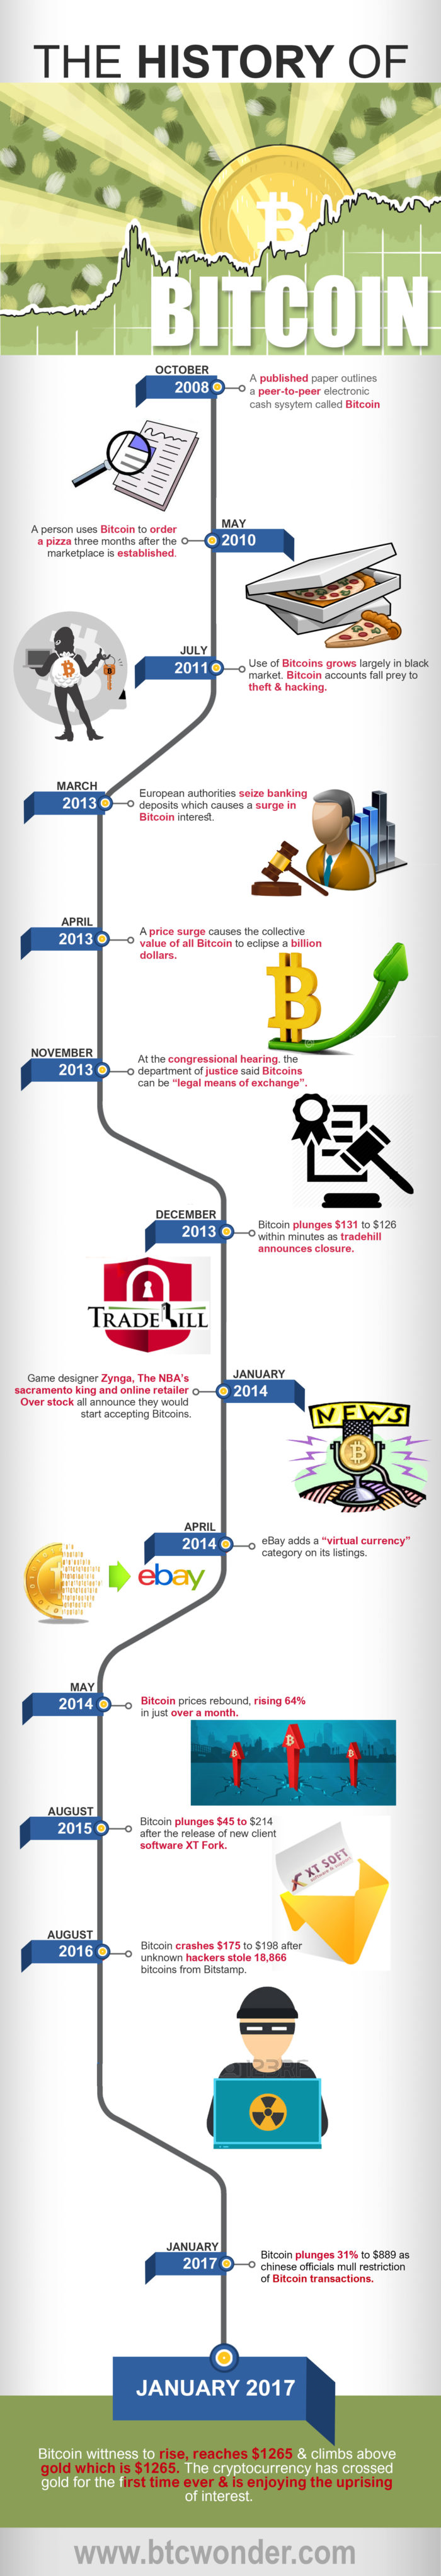 THE HISTORY OF
BITCOIN
OCTOBER
2008
A published paper outlines
a peer-to-peer electronic
cash sysytem called Bitcoin
MAY
2010
A person uses Bitcoin to order
a pizza three months after the
marketplace is established.
JULY
2011
Use of Bitcoins grows largely in black
market. Bitcoin accounts fall prey to
theft & hacking.
MARCH
2013
European authorities seize banking
deposits which causes a surge in
Bitcoin interest.
APRIL
2013
A price surge causes the collective
value of all Bitcoin to eclipse a billion
dollars.
NOVEMBER
2013
At the congressional hearing. the
department of justice said Bitcoins
can be “legal means of exchange”.
DECEMBER
2013
Bitcoin plunges $131 to $126
within minutes as tradehill
announces closure.
TRADEHILL
JANUARY
2014
Game designer Zynga, The NBA's
sacramento king and online retailer
Over stock all announce they would
start accepting Bitcoins.
NEWS
APRIL
2014
eBay adds a “virtual currency”
category on its listings.
ebay
MAY
2014
Bitcoin prices rebound, rising 64%
in just over a month.
AUGUST
2015
Bitcoin plunges $45 to $214
after the release of new client
software XT Fork.
XT SOFT
AUGUST
2016
Bitcoin crashes $175 to $198 after
unknown hackers stole 18,866
bitcoins from Bitstamp.
123RF
JANUARY
2017
Bitcoin plunges 31% to $889 as
chinese officials mull restriction
of Bitcoin transactions.
JANUARY 2017
Bitcoin wittness to rise, reaches $1265 & climbs above
gold which is $1265. The cryptocurrency has crossed
gold for the first time ever & is enjoying the uprising
of interest.
www.btcwonder.com